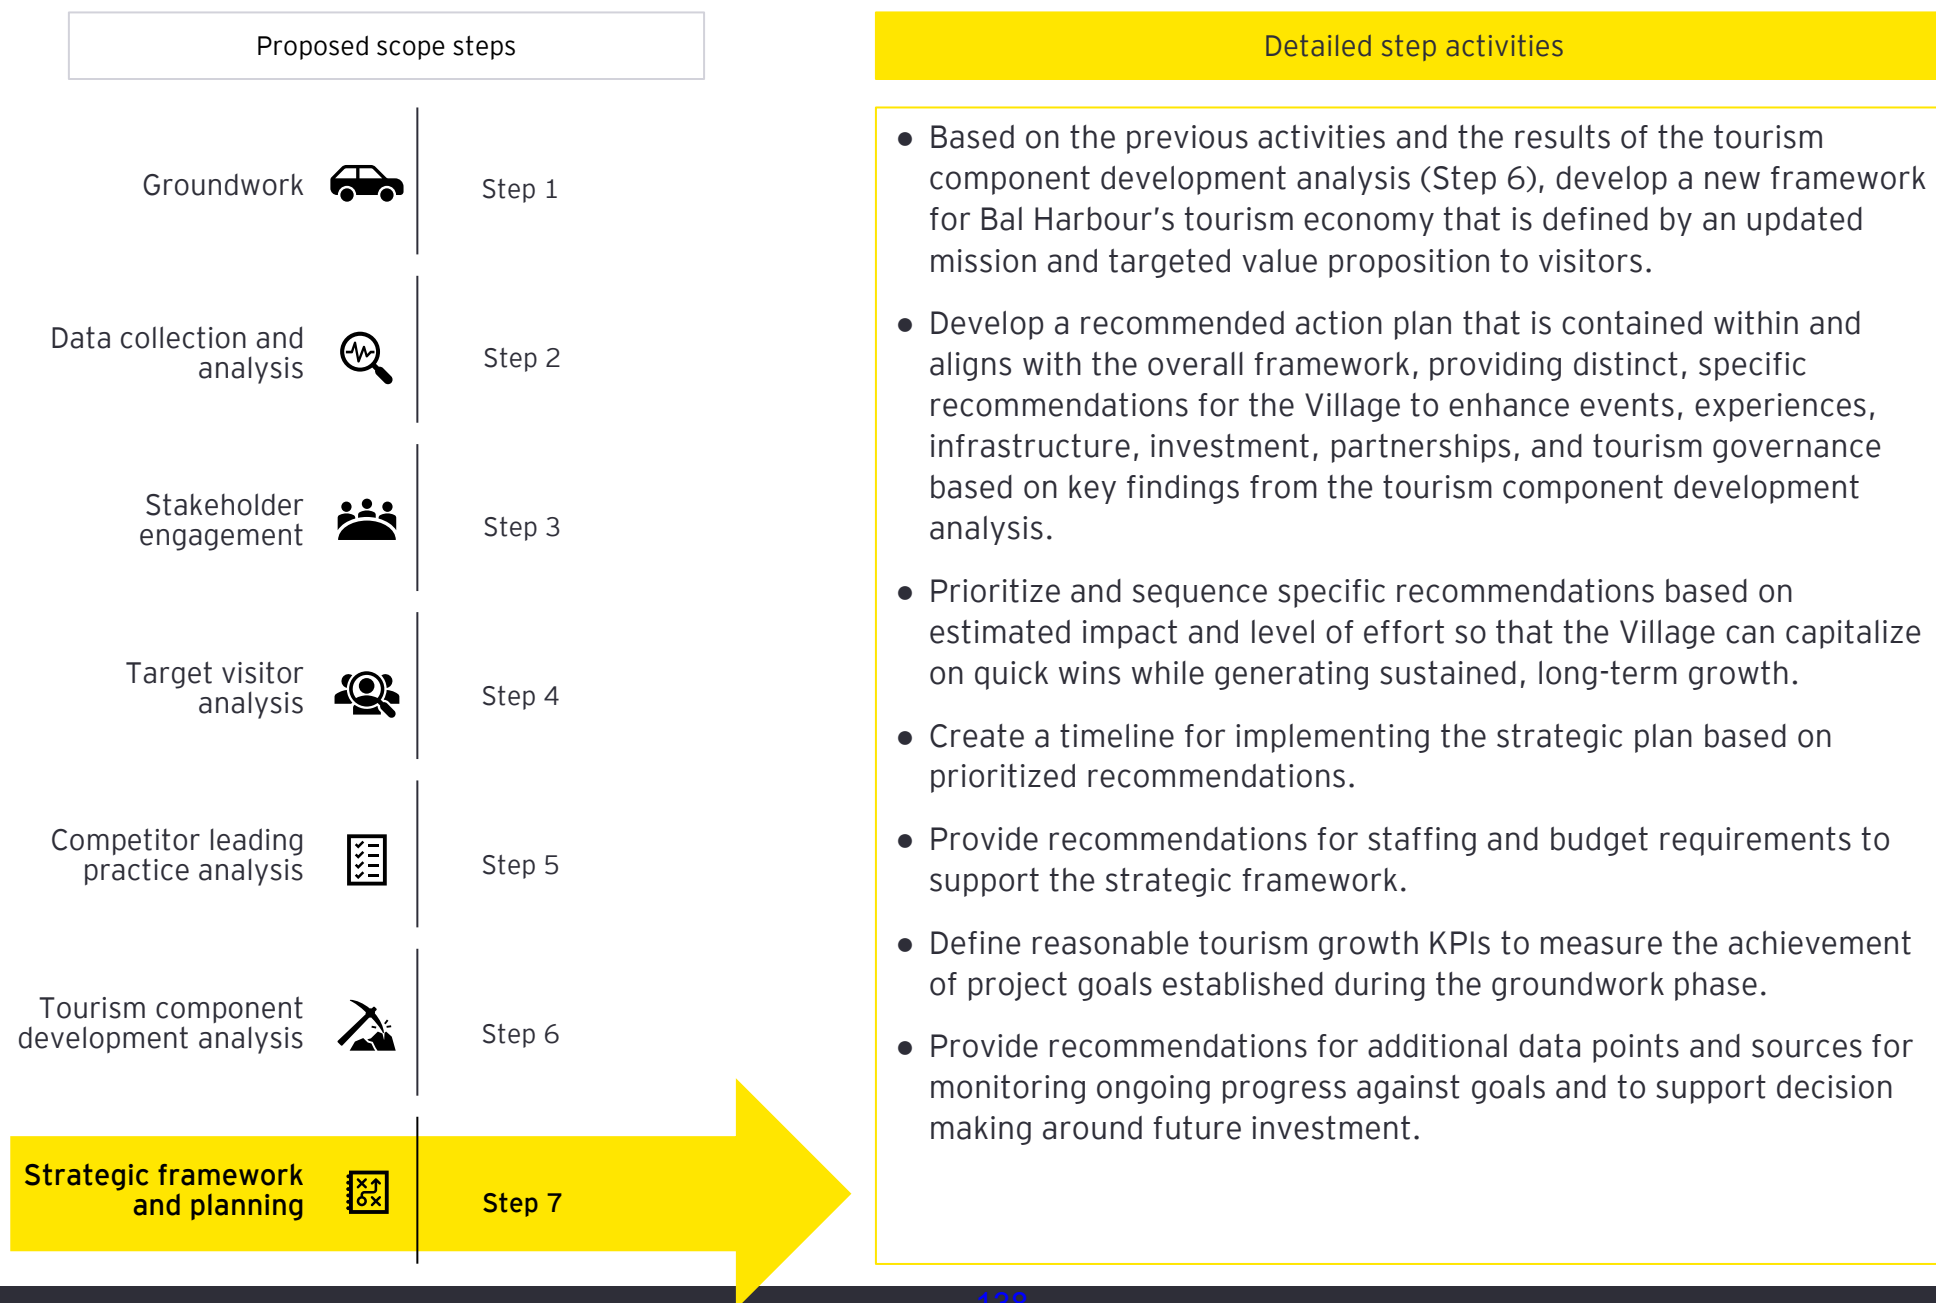 Proposed scope steps
Detailed step activities
Groundwork
Step 1
Data collection and
analysis
Step 2
Stakeholder
engagement
Step 3
Target visitor
analysis
Step 4
Competitor leading
practice analysis
Step 5
Tourism component
development analysis
Step 6
Strategic framework
and planning
Step 7
● Based on the previous activities and the results of the tourism
component development analysis (Step 6), develop a new framework
for Bal Harbour’s tourism economy that is defined by an updated
mission and targeted value proposition to visitors.
● Develop a recommended action plan that is contained within and
aligns with the overall framework, providing distinct, specific
recommendations for the Village to enhance events, experiences,
infrastructure, investment, partnerships, and tourism governance
based on key findings from the tourism component development
analysis.
● Prioritize and sequence specific recommendations based on
estimated impact and level of effort so that the Village can capitalize
on quick wins while generating sustained, long-term growth.
● Create a timeline for implementing the strategic plan based on
prioritized recommendations.
● Provide recommendations for staffing and budget requirements to
support the strategic framework.
● Define reasonable tourism growth KPIs to measure the achievement
of project goals established during the groundwork phase.
● Provide recommendations for additional data points and sources for
monitoring ongoing progress against goals and to support decision
making around future investment.
138